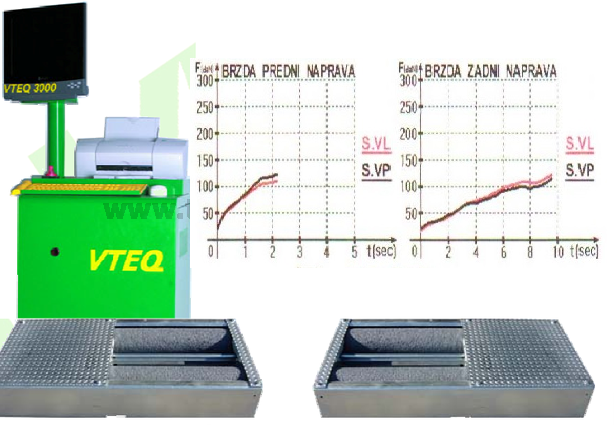 VTEQ 3000
F(daN) BRZDA PREDNI NAPRAVA
300
250
200
150
100
50
0 1 2 3 4 5 t(sec)
S.VL
S.VP
F(daN) BRZDA ZADNI NAPRAVA
300
250
200
150
100
50
0 2 4 6 8 10 t(sec)
S.VL
S.VP
www.
VTEQ